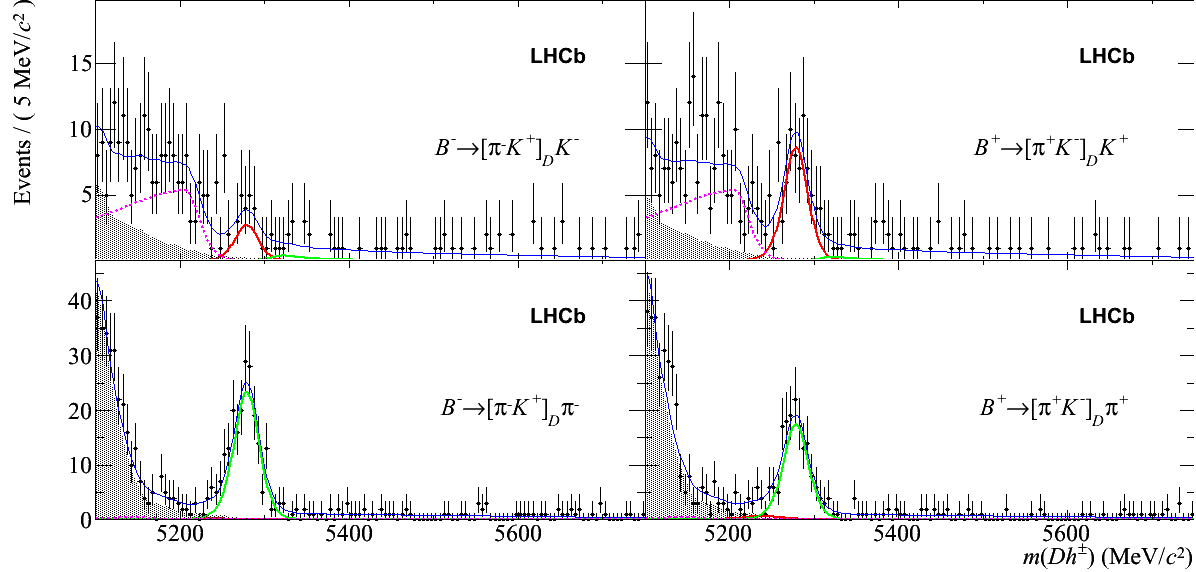 Events / ( 5 MeV/c² )
15
10
5
LHCb
B⁻→[π⁻K⁺]_D K⁻
LHCb
B⁺→[π⁺K⁻]_D K⁺
40
30
20
10
0
LHCb
B⁻→[π⁻K⁺]_D π⁻
LHCb
B⁺→[π⁺K⁻]_D π⁺
5200 5400 5600 5200 5400 5600
m(Dh±) (MeV/c²)